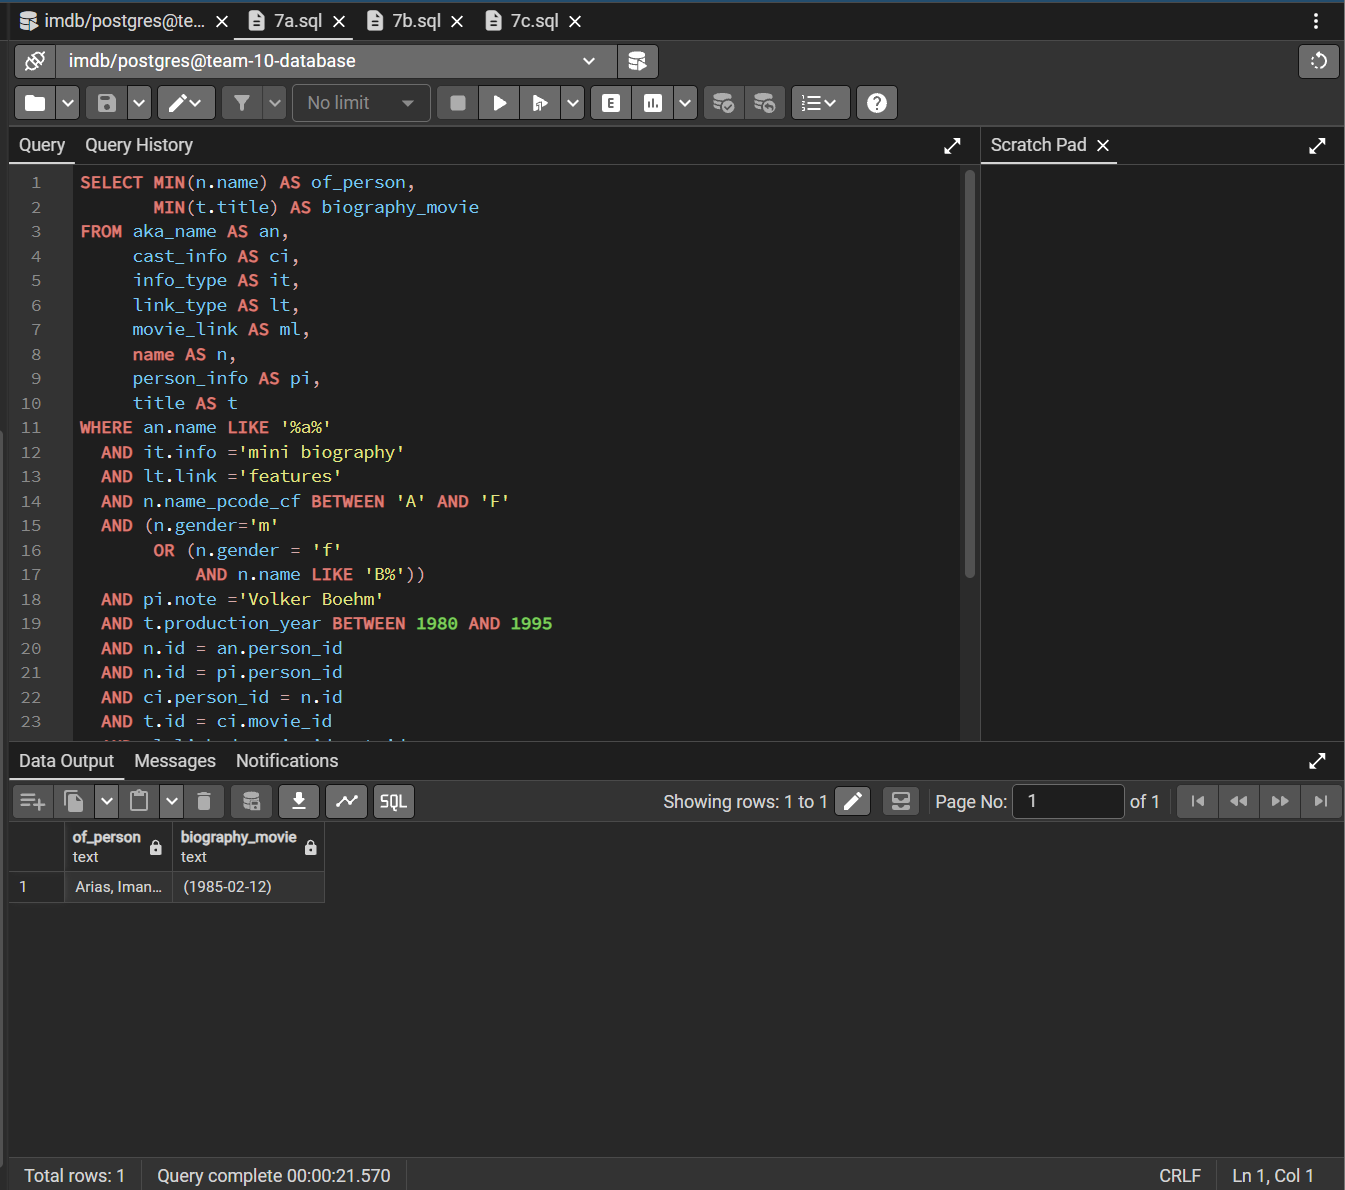 imdb/postgres@te...
7a.sql
7b.sql
7c.sql
imdb/postgres@team-10-database
No limit
E
Query
Query History
Scratch Pad
1 SELECT MIN(n.name) AS of_person,
2 MIN(t.title) AS biography_movie
3 FROM aka_name AS an,
4 cast_info AS ci,
5 info_type AS it,
6 link_type AS lt,
7 movie_link AS ml,
8 name AS n,
9 person_info AS pi,
10 title AS t
11 WHERE an.name LIKE '%a%'
12 AND it.info ='mini biography'
13 AND lt.link ='features'
14 AND n.name_pcode_cf BETWEEN 'A' AND 'F'
15 AND (n.gender='m'
16 OR (n.gender = 'f'
17 AND n.name LIKE 'B%'))
18 AND pi.note ='Volker Boehm'
19 AND t.production_year BETWEEN 1980 AND 1995
20 AND n.id = an.person_id
21 AND n.id = pi.person_id
22 AND ci.person_id = n.id
23 AND t.id = ci.movie_id
Data Output
Messages
Notifications
SQL
Showing rows: 1 to 1
Page No: 1 of 1
of_person
text
biography_movie
text
1 Arias, Iman... (1985-02-12)
Total rows: 1
Query complete 00:00:21.570
CRLF
Ln 1, Col 1